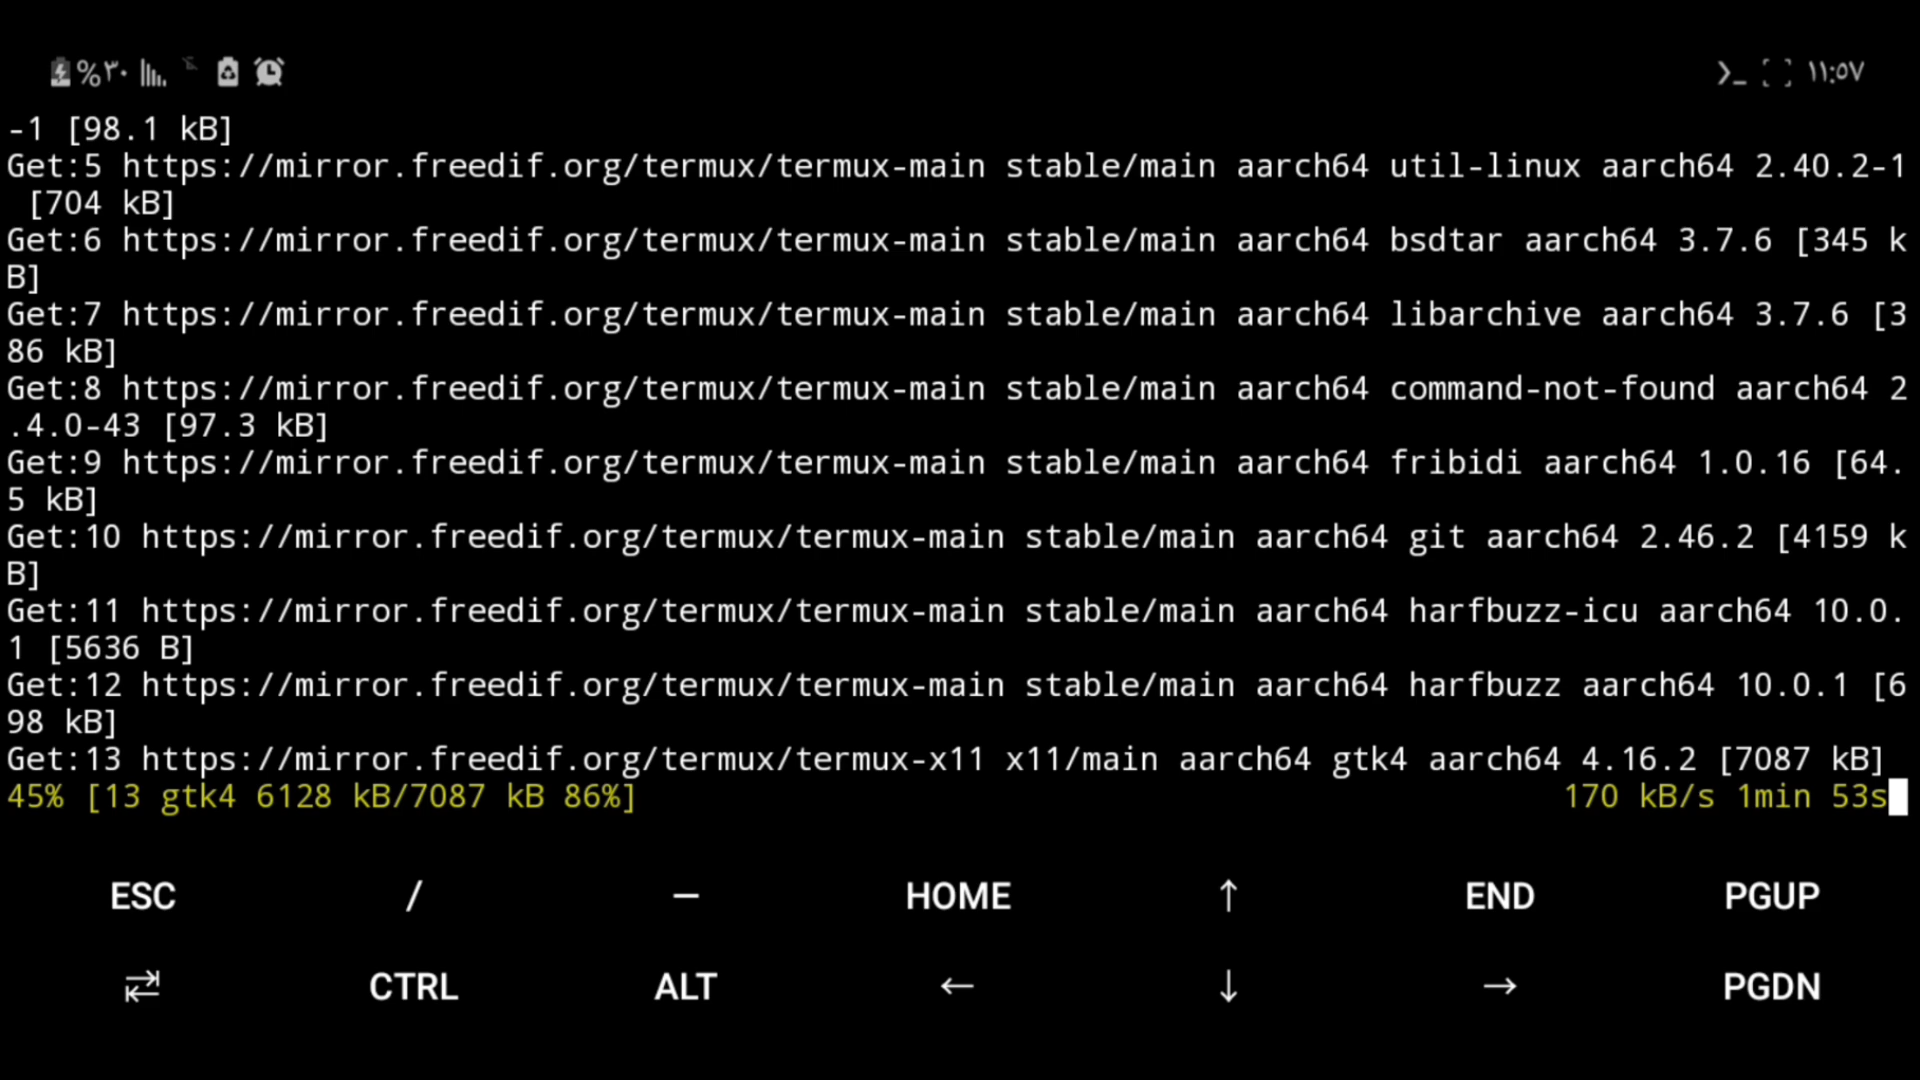 %٣٠ ١١:٥٧
-1 [98.1 kB]
Get:5 https://mirror.freedif.org/termux/termux-main stable/main aarch64 util-linux aarch64 2.40.2-1
[704 kB]
Get:6 https://mirror.freedif.org/termux/termux-main stable/main aarch64 bsdtar aarch64 3.7.6 [345 k
B]
Get:7 https://mirror.freedif.org/termux/termux-main stable/main aarch64 libarchive aarch64 3.7.6 [3
86 kB]
Get:8 https://mirror.freedif.org/termux/termux-main stable/main aarch64 command-not-found aarch64 2
.4.0-43 [97.3 kB]
Get:9 https://mirror.freedif.org/termux/termux-main stable/main aarch64 fribidi aarch64 1.0.16 [64.
5 kB]
Get:10 https://mirror.freedif.org/termux/termux-main stable/main aarch64 git aarch64 2.46.2 [4159 k
B]
Get:11 https://mirror.freedif.org/termux/termux-main stable/main aarch64 harfbuzz-icu aarch64 10.0.
1 [5636 B]
Get:12 https://mirror.freedif.org/termux/termux-main stable/main aarch64 harfbuzz aarch64 10.0.1 [6
98 kB]
Get:13 https://mirror.freedif.org/termux/termux-x11 x11/main aarch64 gtk4 aarch64 4.16.2 [7087 kB]
45% [13 gtk4 6128 kB/7087 kB 86%] 170 kB/s 1min 53s
ESC / — HOME ↑ END PGUP
⇄ CTRL ALT ← ↓ → PGDN